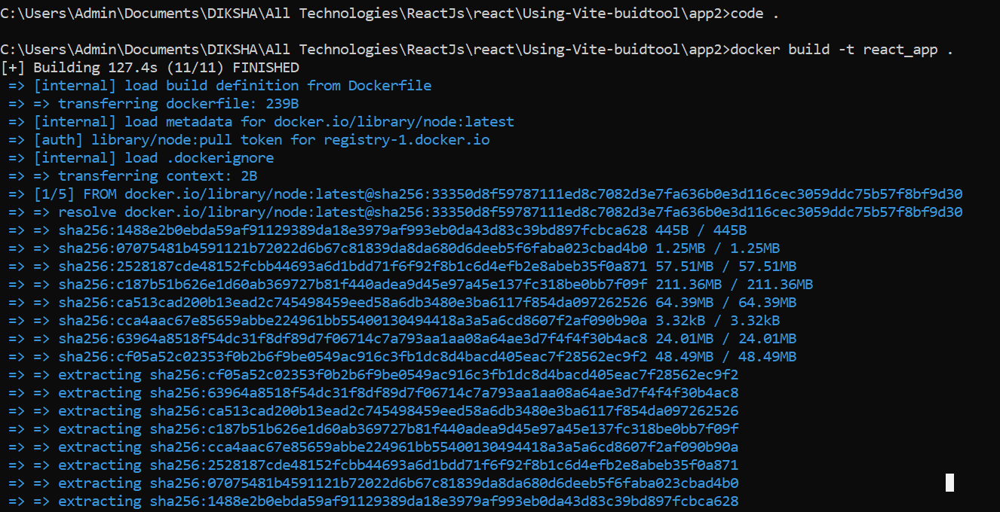 C:\Users\Admin\Documents\DIKSHA\All Technologies\ReactJs\react\Using-Vite-buidtool\app2>code .
C:\Users\Admin\Documents\DIKSHA\All Technologies\ReactJs\react\Using-Vite-buidtool\app2>docker build -t react_app .
[+] Building 127.4s (11/11) FINISHED
=> [internal] load build definition from Dockerfile
=> => transferring dockerfile: 239B
=> [internal] load metadata for docker.io/library/node:latest
=> [auth] library/node:pull token for registry-1.docker.io
=> [internal] load .dockerignore
=> => transferring context: 2B
=> [1/5] FROM docker.io/library/node:latest@sha256:33350d8f59787111ed8c7082d3e7fa636b0e3d116cec3059ddc75b57f8bf9d30
=> => resolve docker.io/library/node:latest@sha256:33350d8f59787111ed8c7082d3e7fa636b0e3d116cec3059ddc75b57f8bf9d30
=> => sha256:1488e2b0ebda59af91129389da18e3979af993eb0da43d83c39bd897fcbca628 445B / 445B
=> => sha256:07075481b4591121b72022d6b67c81839da8da680d6deeb5f6faba023cbad4b0 1.25MB / 1.25MB
=> => sha256:2528187cde48152fcbb44693a6d1bdd71f6f92f8b1c6d4efb2e8abeb35f0a871 57.51MB / 57.51MB
=> => sha256:c187b51b626e1d60ab369727b81f440adea9d45e97a45e137fc318be0bb7f09f 211.36MB / 211.36MB
=> => sha256:ca513cad200b13ead2c745498459eed58a6db3480e3ba6117f854da097262526 64.39MB / 64.39MB
=> => sha256:cca4aac67e85659abbe224961bb55400130494418a3a5a6cd8607f2af090b90a 3.32kB / 3.32kB
=> => sha256:63964a8518f54dc31f8df89d7f06714c7a793aa1aa08a64ae3d7f4f4f30b4ac8 24.01MB / 24.01MB
=> => sha256:cf05a52c02353f0b2b6f9be0549ac916c3fb1dc8d4bacd405eac7f28562ec9f2 48.49MB / 48.49MB
=> => extracting sha256:cf05a52c02353f0b2b6f9be0549ac916c3fb1dc8d4bacd405eac7f28562ec9f2
=> => extracting sha256:63964a8518f54dc31f8df89d7f06714c7a793aa1aa08a64ae3d7f4f4f30b4ac8
=> => extracting sha256:ca513cad200b13ead2c745498459eed58a6db3480e3ba6117f854da097262526
=> => extracting sha256:c187b51b626e1d60ab369727b81f440adea9d45e97a45e137fc318be0bb7f09f
=> => extracting sha256:cca4aac67e85659abbe224961bb55400130494418a3a5a6cd8607f2af090b90a
=> => extracting sha256:2528187cde48152fcbb44693a6d1bdd71f6f92f8b1c6d4efb2e8abeb35f0a871
=> => extracting sha256:07075481b4591121b72022d6b67c81839da8da680d6deeb5f6faba023cbad4b0
=> => extracting sha256:1488e2b0ebda59af91129389da18e3979af993eb0da43d83c39bd897fcbca628